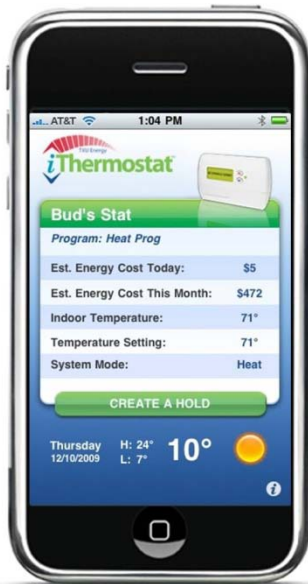 AT&T 1:04 PM
TXU Energy
iThermostat
Bud's Stat
Program: Heat Prog
Est. Energy Cost Today: $5
Est. Energy Cost This Month: $472
Indoor Temperature: 71°
Temperature Setting: 71°
System Mode: Heat
CREATE A HOLD
Thursday H: 24° 10°
12/10/2009 L: 7°
i